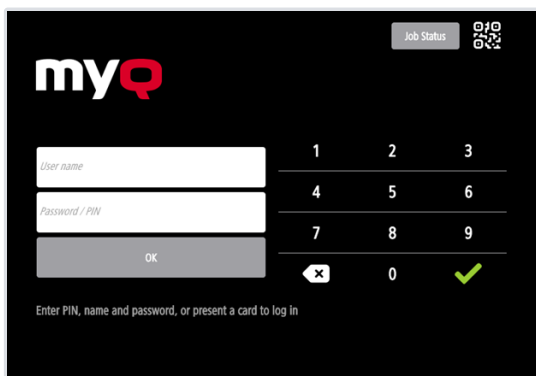 Job Status
myQ
User name
Password / PIN
OK
1 2 3
4 5 6
7 8 9
0
Enter PIN, name and password, or present a card to log in